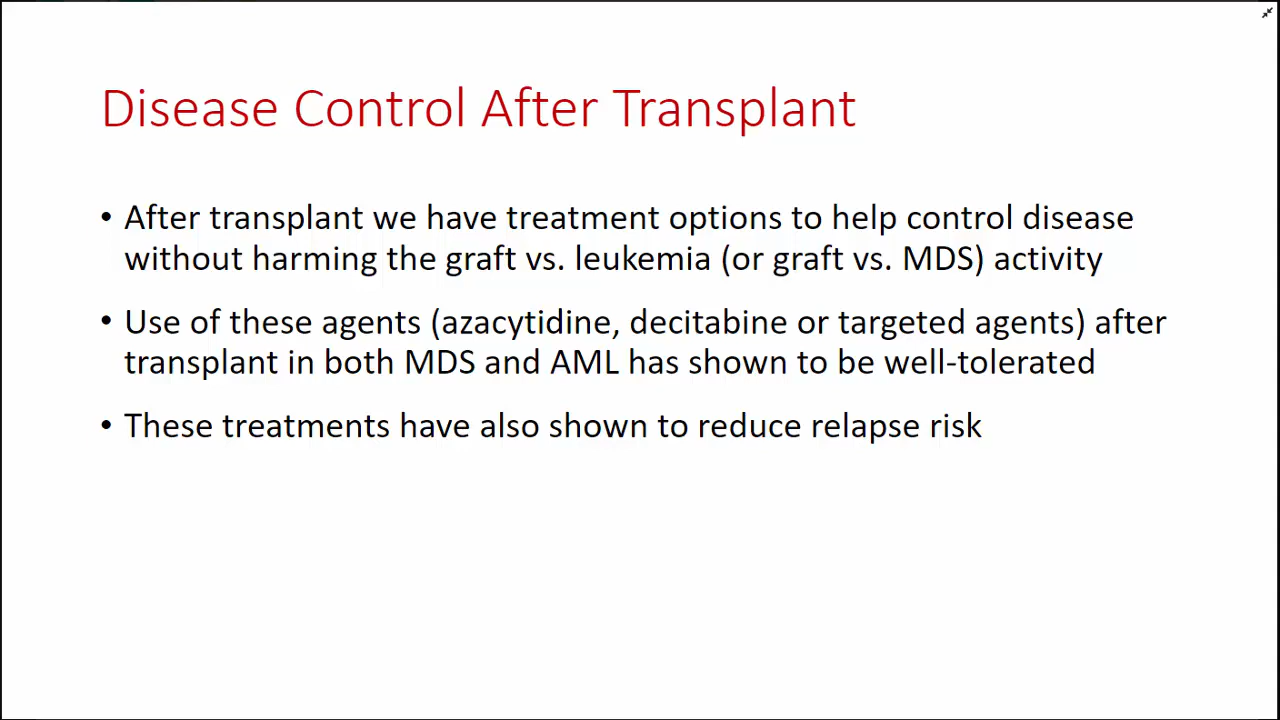 Disease Control After Transplant
• After transplant we have treatment options to help control disease
without harming the graft vs. leukemia (or graft vs. MDS) activity
• Use of these agents (azacytidine, decitabine or targeted agents) after
transplant in both MDS and AML has shown to be well-tolerated
• These treatments have also shown to reduce relapse risk